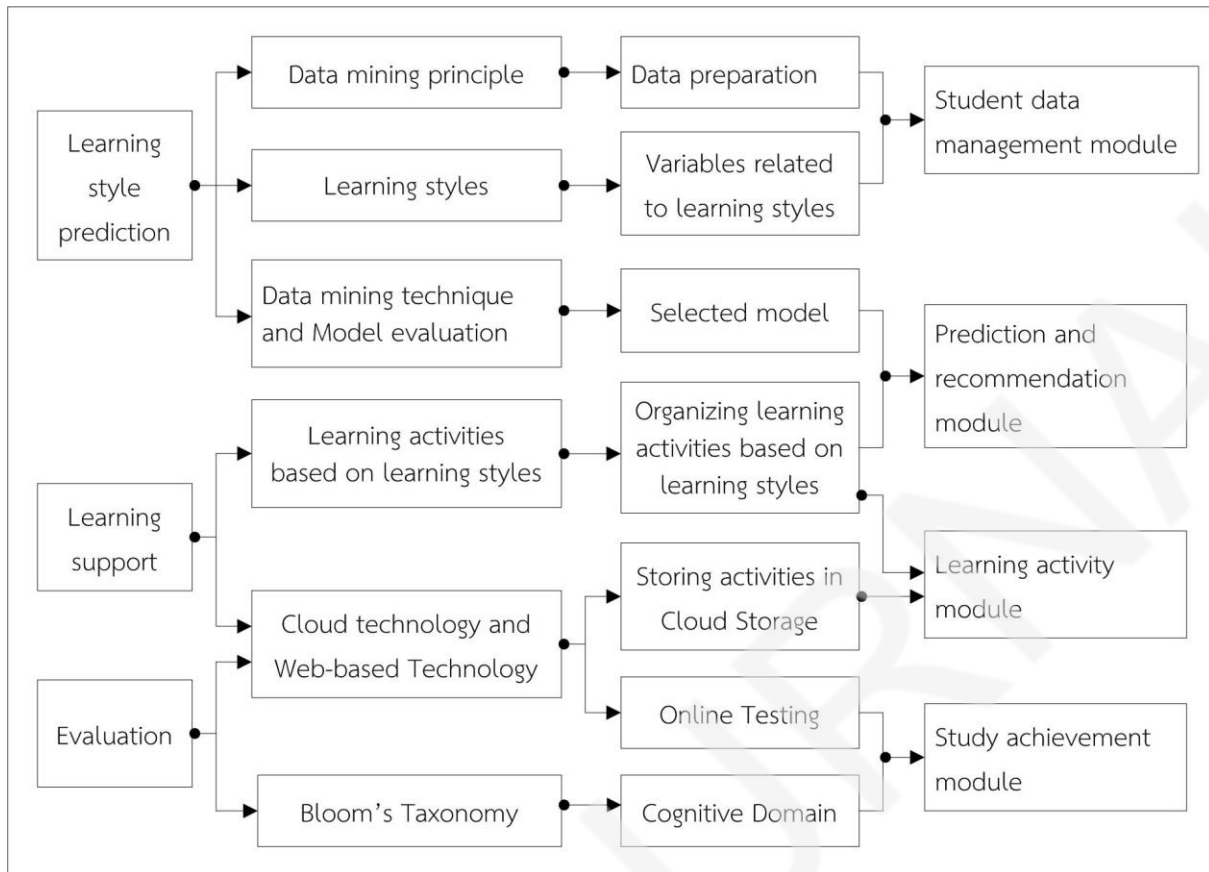 Learning
style
prediction
Learning
support
Evaluation
Data mining principle
Learning styles
Data mining technique
and Model evaluation
Learning activities
based on learning styles
Cloud technology and
Web-based Technology
Bloom’s Taxonomy
Data preparation
Variables related
to learning styles
Selected model
Organizing learning
activities based on
learning styles
Storing activities in
Cloud Storage
Online Testing
Cognitive Domain
Student data
management module
Prediction and
recommendation
module
Learning activity
module
Study achievement
module